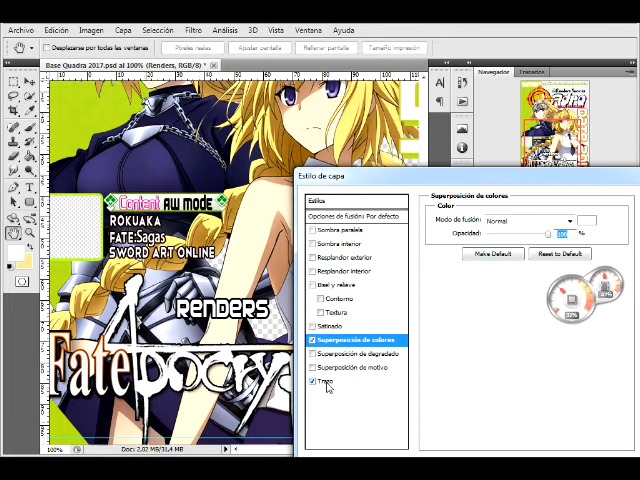 Archivo Edición Imagen Capa Selección Filtro Análisis 3D Vista Ventana Ayuda
Desplazarse por todas las ventanas Píxeles reales Ajustar pantalla Rellenar pantalla Tamaño impresión
Base Quadra 2017.psd al 100% (Renders, RGB/8) *
Navegador Trazados
Estilo de capa
Estilos
Opciones de fusión: Por defecto
Sombra paralela
Sombra interior
Resplandor exterior
Resplandor interior
Bisel y relieve
Contorno
Textura
Satinado
Superposición de colores
Superposición de degradado
Superposición de motivo
Trazo
Superposición de colores
Color
Modo de fusión: Normal
Opacidad: 100 %
Make Default Reset to Default
Content AW MODE
ROKUAKA
FATE:Sagas
SWORD ART ONLINE
RENDERS
Fate
100% Doc: 2,02 MB/31,4 MB